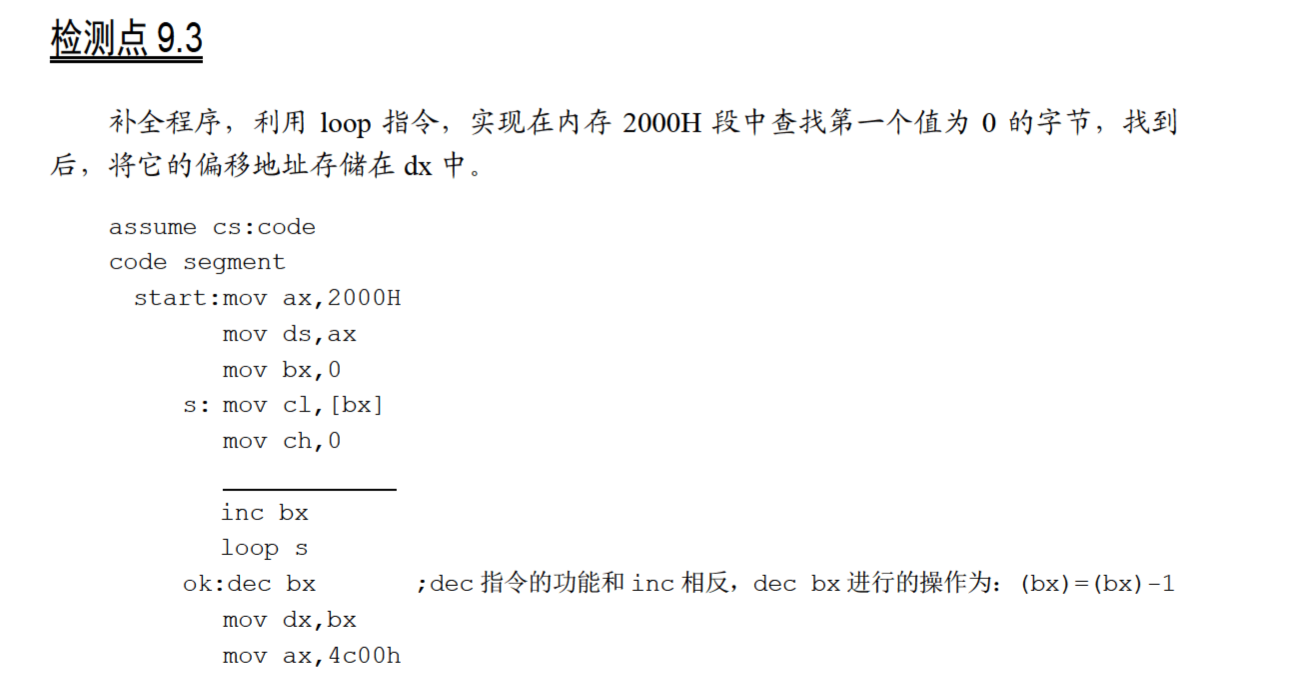 检测点 9.3
补全程序，利用 loop 指令，实现在内存 2000H 段中查找第一个值为 0 的字节，找到
后，将它的偏移地址存储在 dx 中。
assume cs:code
code segment
start:mov ax,2000H
mov ds,ax
mov bx,0
s: mov cl,[bx]
mov ch,0
inc bx
loop s
ok:dec bx ;dec 指令的功能和 inc 相反，dec bx 进行的操作为：(bx)=(bx)-1
mov dx,bx
mov ax,4c00h